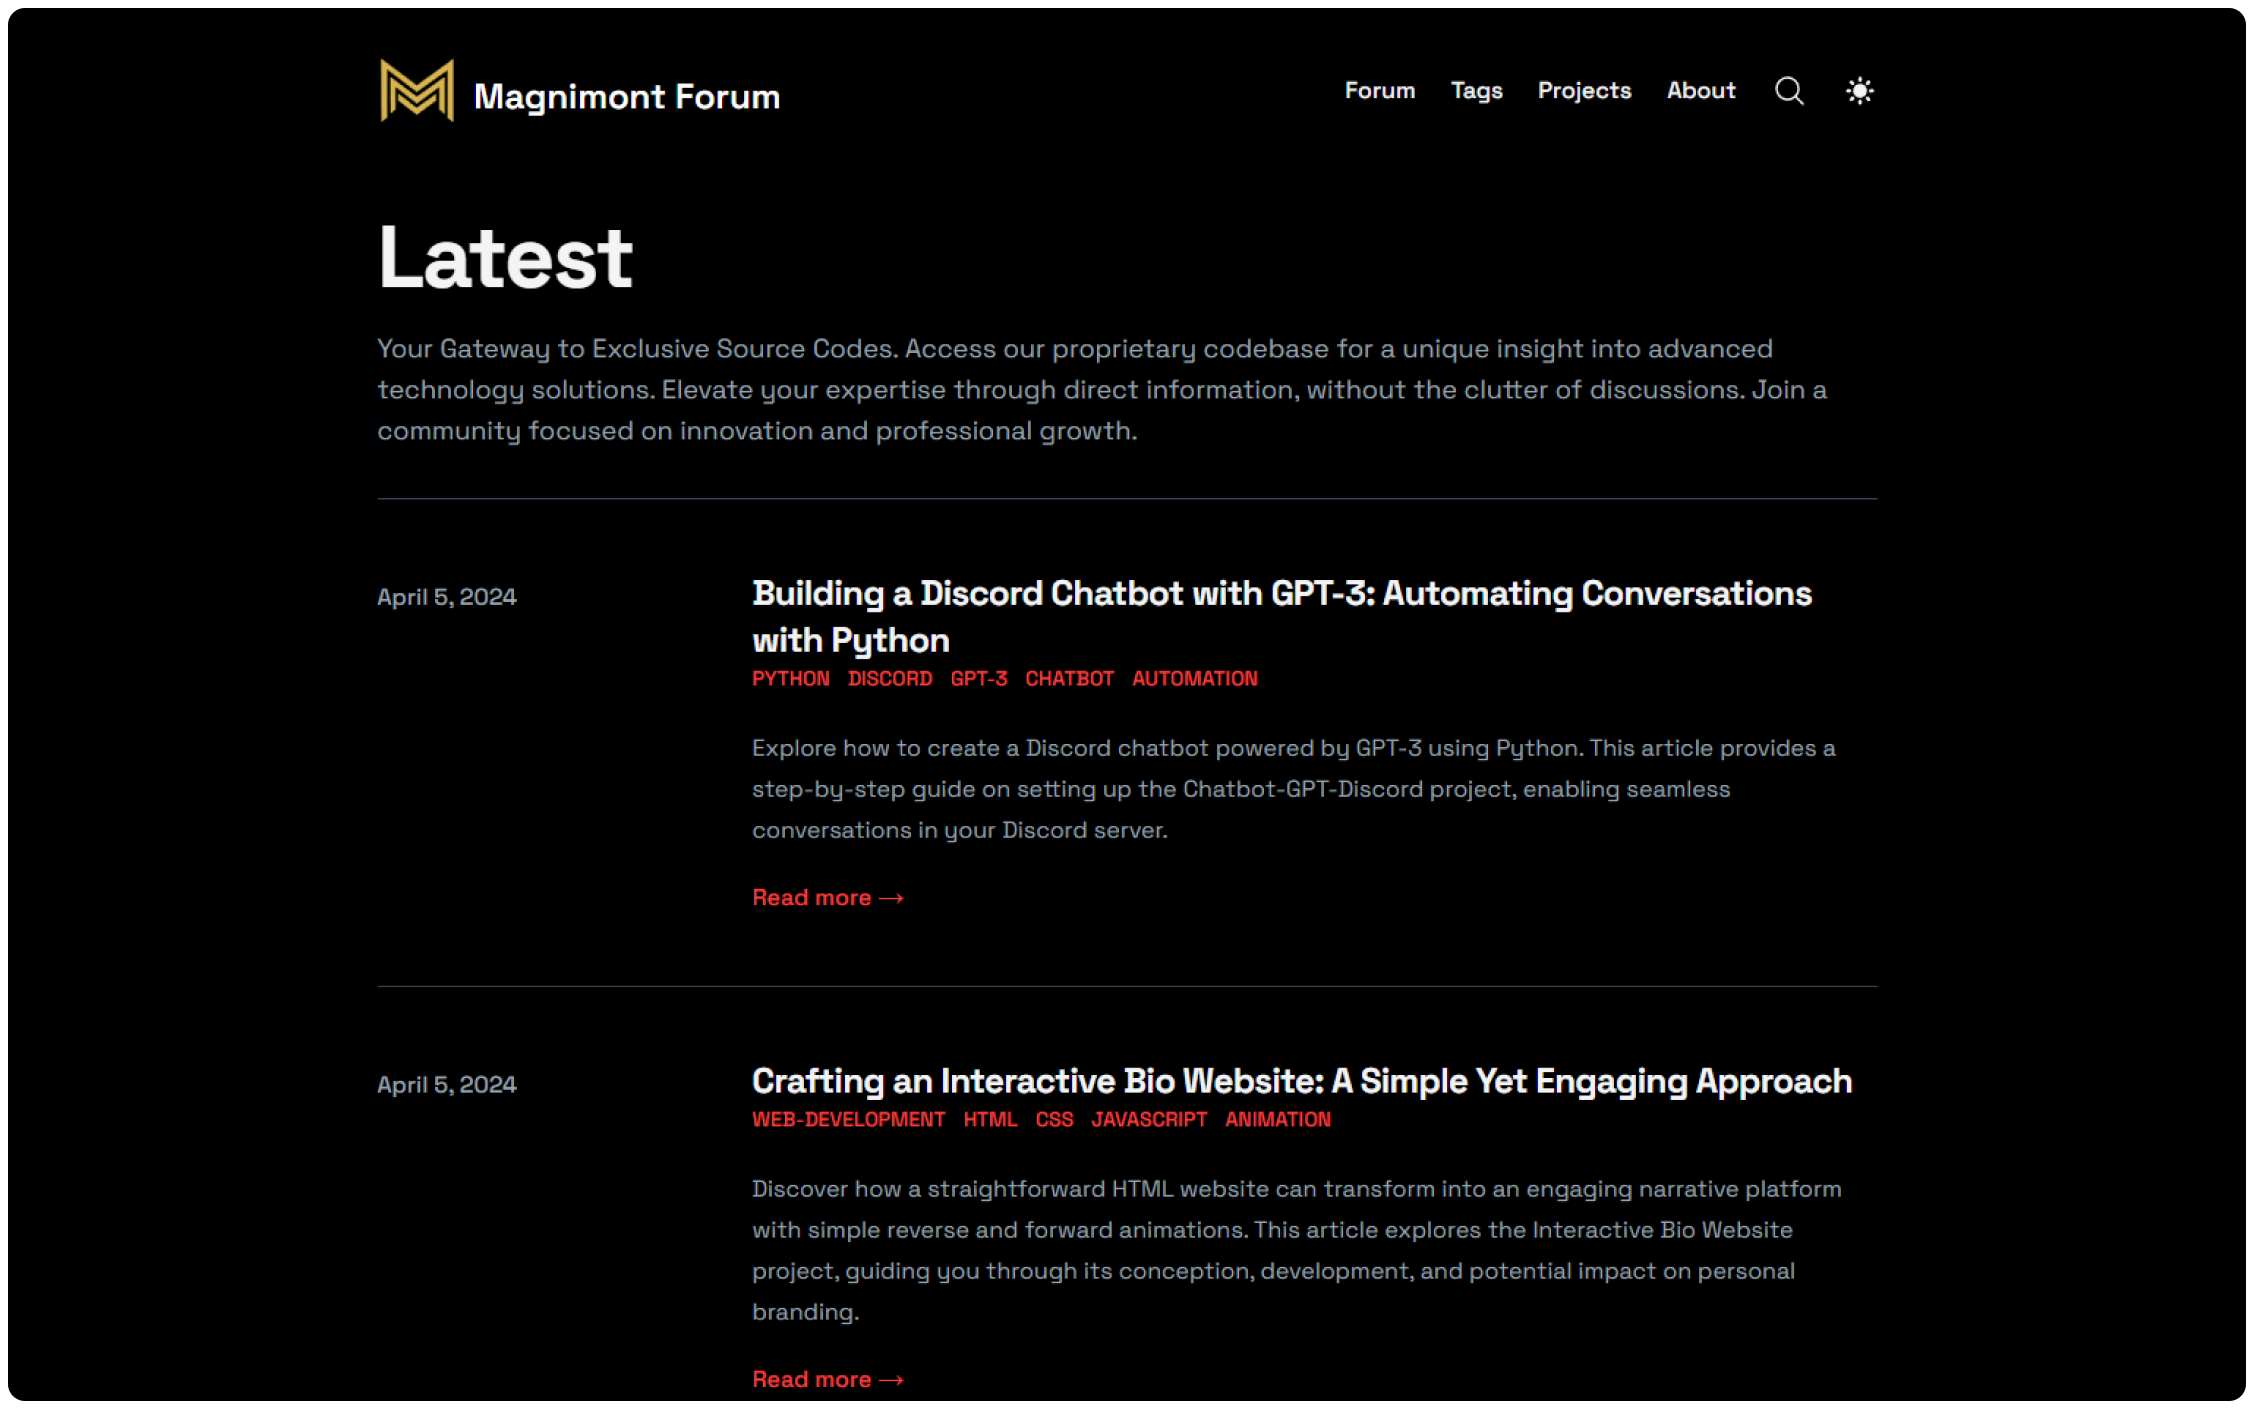 Magnimont Forum
Forum Tags Projects About
Latest
Your Gateway to Exclusive Source Codes. Access our proprietary codebase for a unique insight into advanced
technology solutions. Elevate your expertise through direct information, without the clutter of discussions. Join a
community focused on innovation and professional growth.
April 5, 2024
Building a Discord Chatbot with GPT-3: Automating Conversations
with Python
PYTHON DISCORD GPT-3 CHATBOT AUTOMATION
Explore how to create a Discord chatbot powered by GPT-3 using Python. This article provides a
step-by-step guide on setting up the Chatbot-GPT-Discord project, enabling seamless
conversations in your Discord server.
Read more →
April 5, 2024
Crafting an Interactive Bio Website: A Simple Yet Engaging Approach
WEB-DEVELOPMENT HTML CSS JAVASCRIPT ANIMATION
Discover how a straightforward HTML website can transform into an engaging narrative platform
with simple reverse and forward animations. This article explores the Interactive Bio Website
project, guiding you through its conception, development, and potential impact on personal
branding.
Read more →